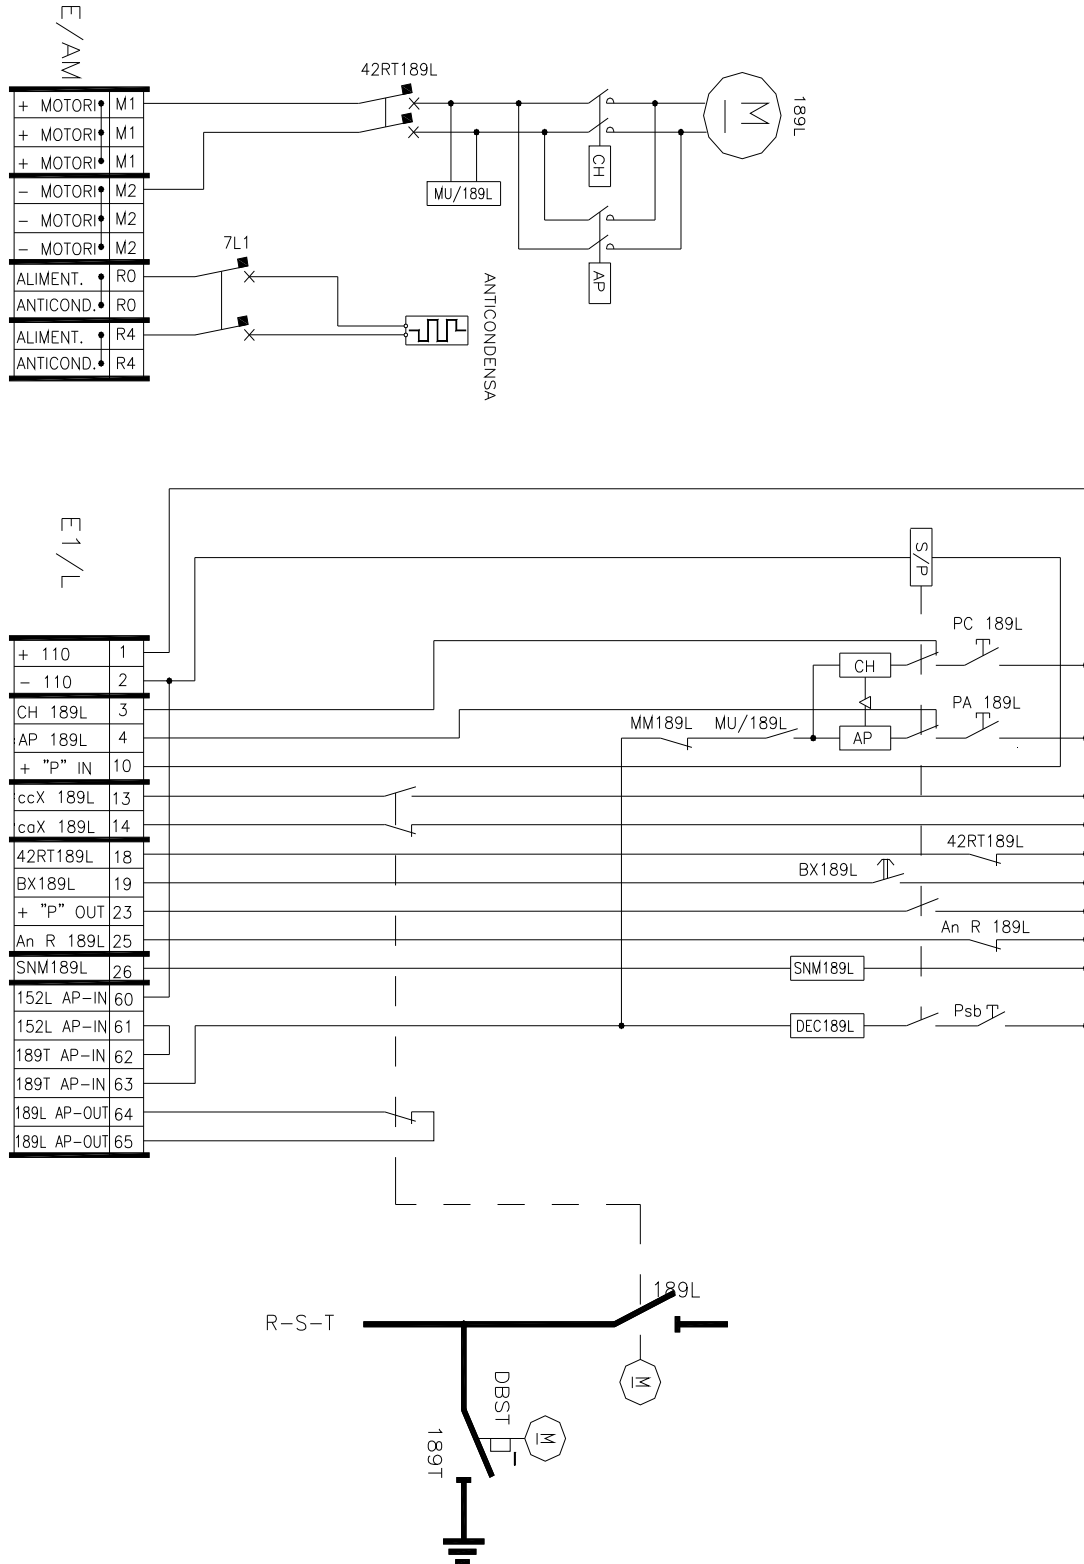 E/AM
42RT189L
M
189L
+ MOTORI M1
+ MOTORI M1
+ MOTORI M1
- MOTORI M2
- MOTORI M2
- MOTORI M2
ALIMENT. R0
ANTICOND. R0
ALIMENT. R4
ANTICOND. R4
CH
MU/189L
7L1
AP
ANTICONDENSA
E1/L
S/P
+ 110 1
- 110 2
CH 189L 3
AP 189L 4
+ "P" IN 10
ccX 189L 13
caX 189L 14
42RT189L 18
BX189L 19
+ "P" OUT 23
An R 189L 25
SNM189L 26
152L AP-IN 60
152L AP-IN 61
189T AP-IN 62
189T AP-IN 63
189L AP-OUT 64
189L AP-OUT 65
PC 189L
CH
PA 189L
MM189L
MU/189L
AP
42RT189L
BX189L
An R 189L
SNM189L
Psb
DEC189L
189L
R-S-T
M
DBST
M
189T